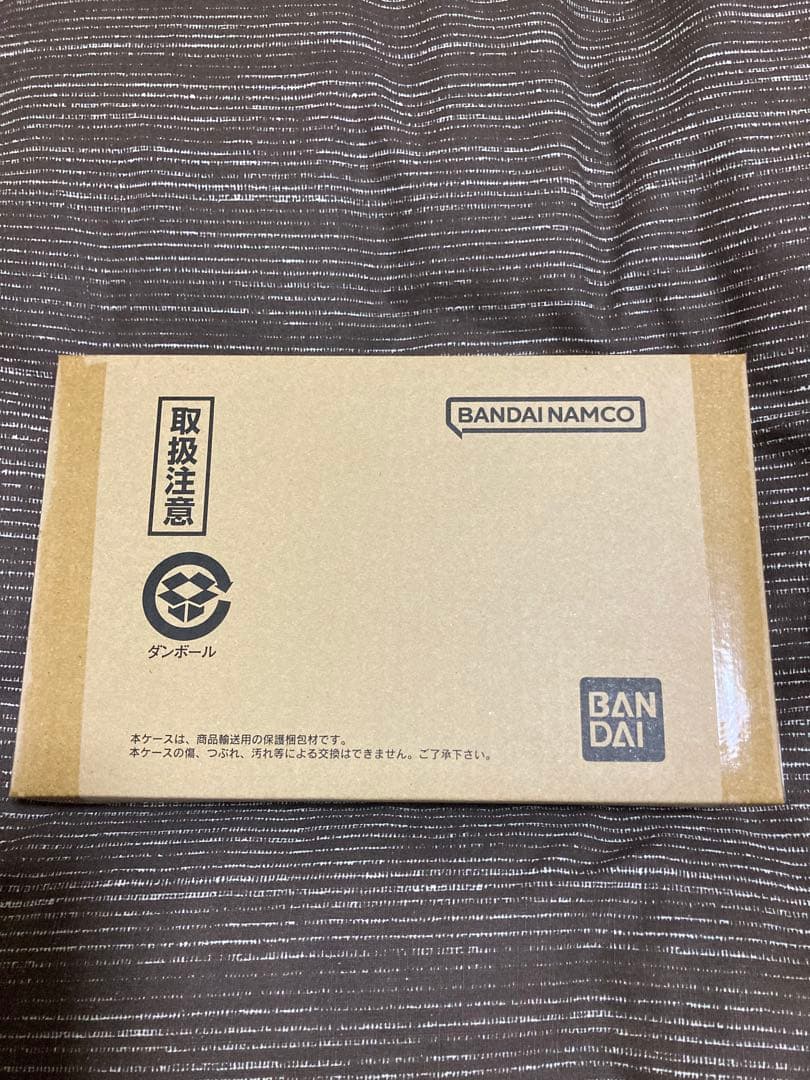 取扱注意
BANDAI NAMCO
ダンボール
BAN
DAI
本ケースは、商品輸送用の保護梱包材です。
本ケースの傷、つぶれ、汚れ等による交換はできません。ご了承下さい。